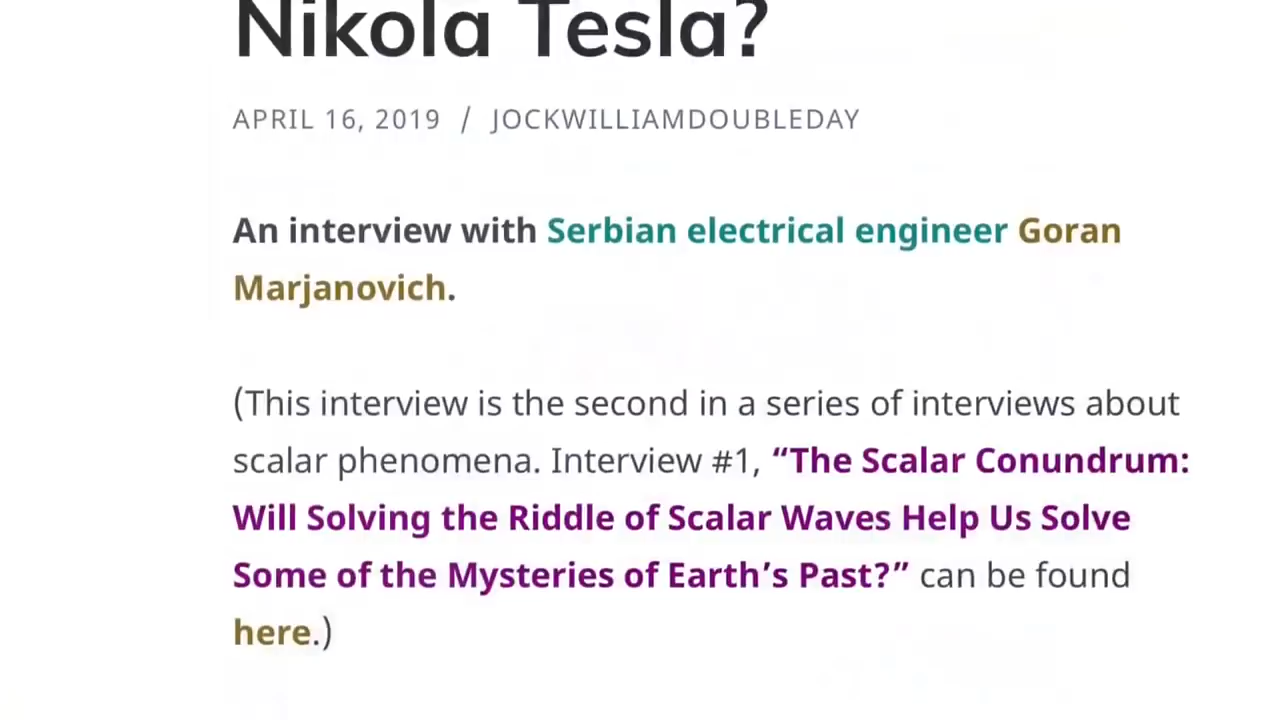 Nikola Tesla?
APRIL 16, 2019 / JOCKWILLIAMDOUBLEDAY
An interview with Serbian electrical engineer Goran
Marjanovich.
(This interview is the second in a series of interviews about
scalar phenomena. Interview #1, “The Scalar Conundrum:
Will Solving the Riddle of Scalar Waves Help Us Solve
Some of the Mysteries of Earth’s Past?” can be found
here.)